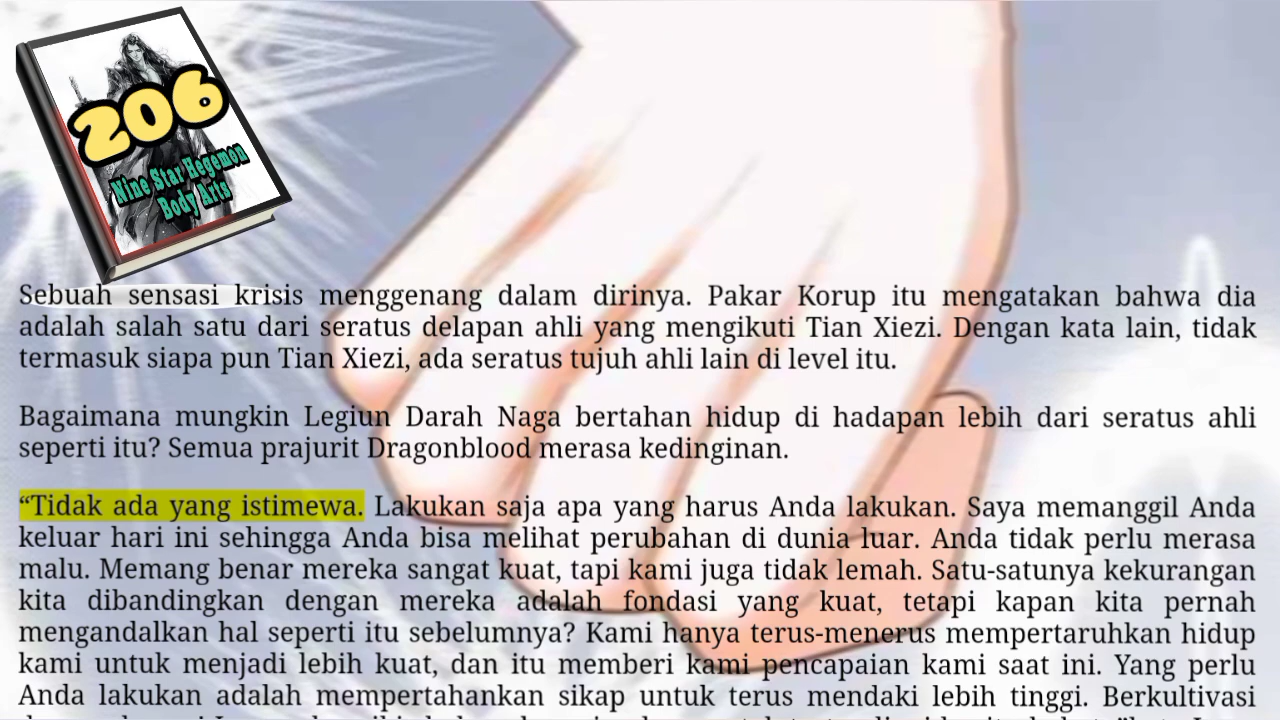 206
Nine Star Hegemon
Body Arts
Sebuah sensasi krisis menggenang dalam dirinya. Pakar Korup itu mengatakan bahwa dia
adalah salah satu dari seratus delapan ahli yang mengikuti Tian Xiezi. Dengan kata lain, tidak
termasuk siapa pun Tian Xiezi, ada seratus tujuh ahli lain di level itu.
Bagaimana mungkin Legiun Darah Naga bertahan hidup di hadapan lebih dari seratus ahli
seperti itu? Semua prajurit Dragonblood merasa kedinginan.
“Tidak ada yang istimewa. Lakukan saja apa yang harus Anda lakukan. Saya memanggil Anda
keluar hari ini sehingga Anda bisa melihat perubahan di dunia luar. Anda tidak perlu merasa
malu. Memang benar mereka sangat kuat, tapi kami juga tidak lemah. Satu-satunya kekurangan
kita dibandingkan dengan mereka adalah fondasi yang kuat, tetapi kapan kita pernah
mengandalkan hal seperti itu sebelumnya? Kami hanya terus-menerus mempertaruhkan hidup
kami untuk menjadi lebih kuat, dan itu memberi kami pencapaian kami saat ini. Yang perlu
Anda lakukan adalah mempertahankan sikap untuk terus mendaki lebih tinggi. Berkultivasi